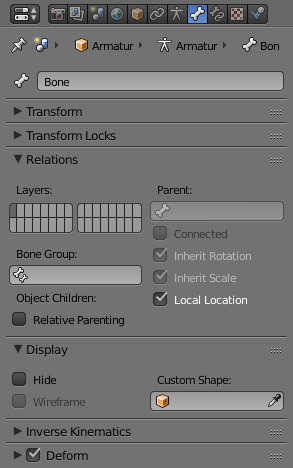 Armatur Armatur Bon
Bone
Transform
Transform Locks
Relations
Layers: Parent:
Connected
Bone Group: Inherit Rotation
Inherit Scale
Object Children: Local Location
Relative Parenting
Display
Hide Custom Shape:
Wireframe
Inverse Kinematics
Deform